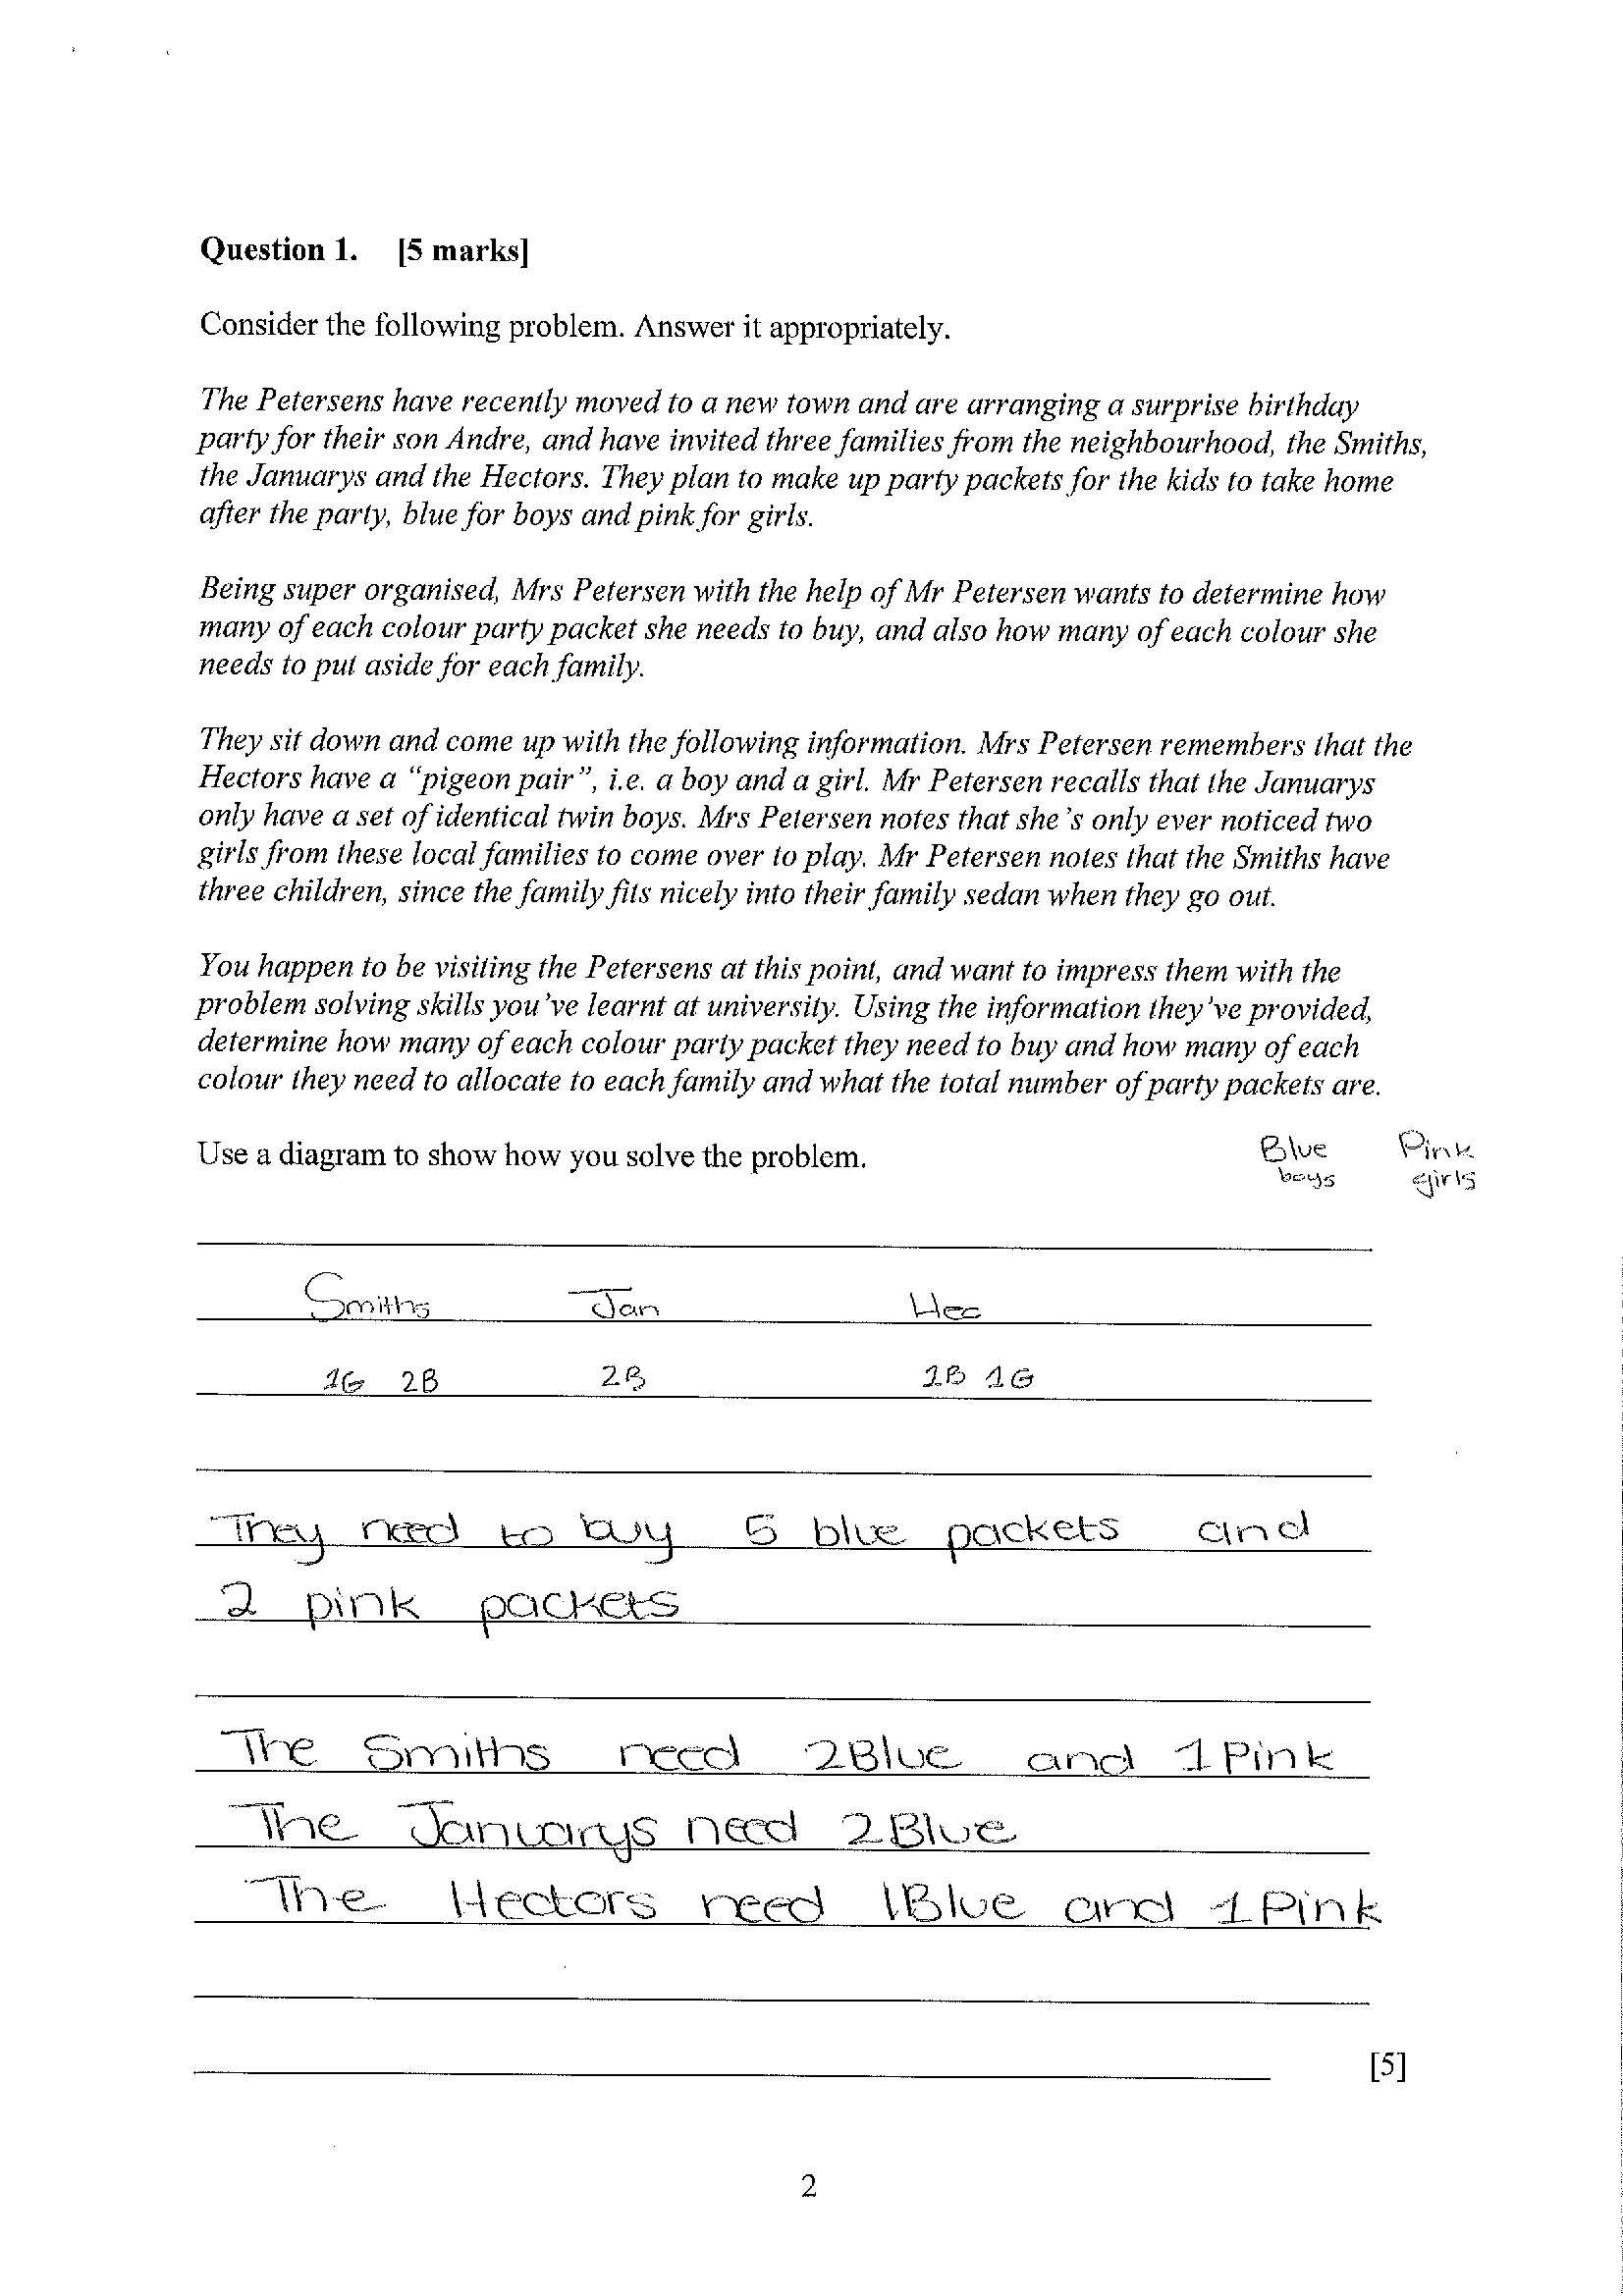 Question 1. [5 marks]
Consider the following problem. Answer it appropriately.
The Petersens have recently moved to a new town and are arranging a surprise birthday
party for their son Andre, and have invited three families from the neighbourhood, the Smiths,
the Januarys and the Hectors. They plan to make up party packets for the kids to take home
after the party, blue for boys and pink for girls.
Being super organised, Mrs Petersen with the help of Mr Petersen wants to determine how
many of each colour party packet she needs to buy, and also how many of each colour she
needs to put aside for each family.
They sit down and come up with the following information. Mrs Petersen remembers that the
Hectors have a “pigeon pair”, i.e. a boy and a girl. Mr Petersen recalls that the Januarys
only have a set of identical twin boys. Mrs Petersen notes that she’s only ever noticed two
girls from these local families to come over to play. Mr Petersen notes that the Smiths have
three children, since the family fits nicely into their family sedan when they go out.
You happen to be visiting the Petersens at this point, and want to impress them with the
problem solving skills you’ve learnt at university. Using the information they’ve provided,
determine how many of each colour party packet they need to buy and how many of each
colour they need to allocate to each family and what the total number of party packets are.
Use a diagram to show how you solve the problem.
Blue Pink
boys girls
Smiths Jan Hec
1G 2B 2B 1B 1G
They need to buy 5 blue packets and
2 pink packets
The Smiths need 2Blue and 1 Pink
The Januarys need 2Blue
The Hectors need 1Blue and 1 Pink
[5]
2